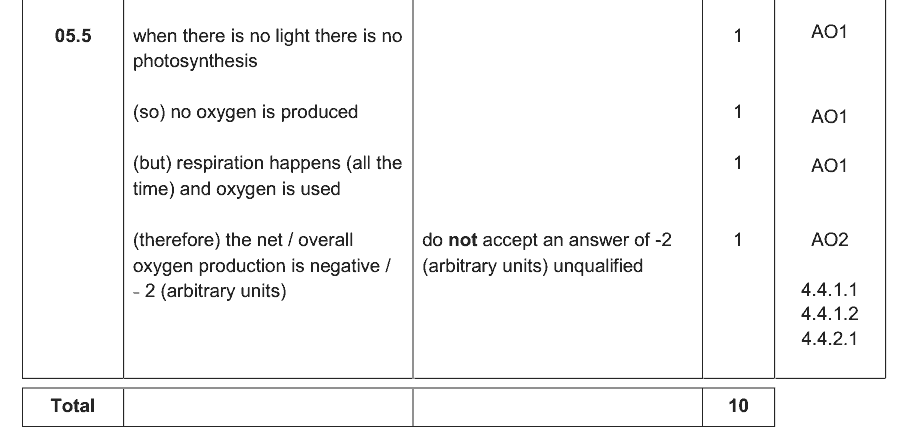 05.5 when there is no light there is no 1 AO1
photosynthesis
(so) no oxygen is produced 1 AO1
(but) respiration happens (all the 1 AO1
time) and oxygen is used
(therefore) the net / overall do not accept an answer of -2 1 AO2
oxygen production is negative / (arbitrary units) unqualified
- 2 (arbitrary units) 4.4.1.1
4.4.1.2
4.4.2.1
Total 10